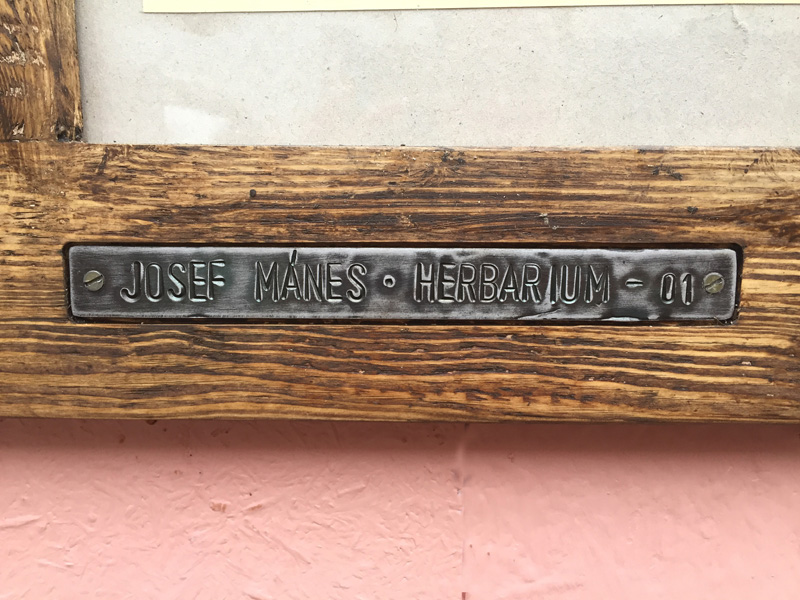 JOSEF MÁNES • HERBARIUM - 01